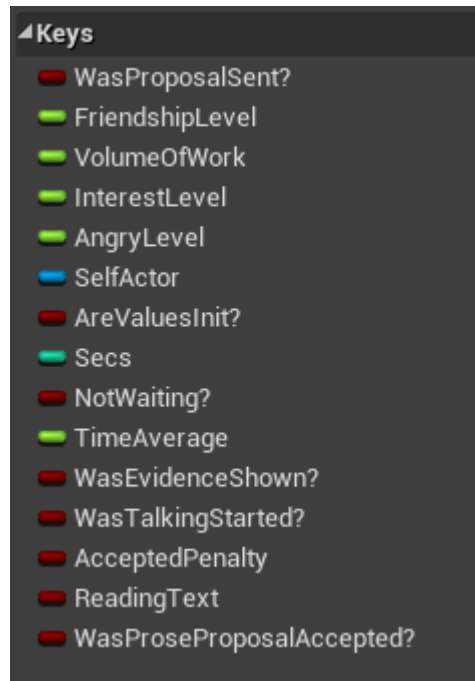 Keys
WasProposalSent?
FriendshipLevel
VolumeOfWork
InterestLevel
AngryLevel
SelfActor
AreValuesInit?
Secs
NotWaiting?
TimeAverage
WasEvidenceShown?
WasTalkingStarted?
AcceptedPenalty
ReadingText
WasProseProposalAccepted?